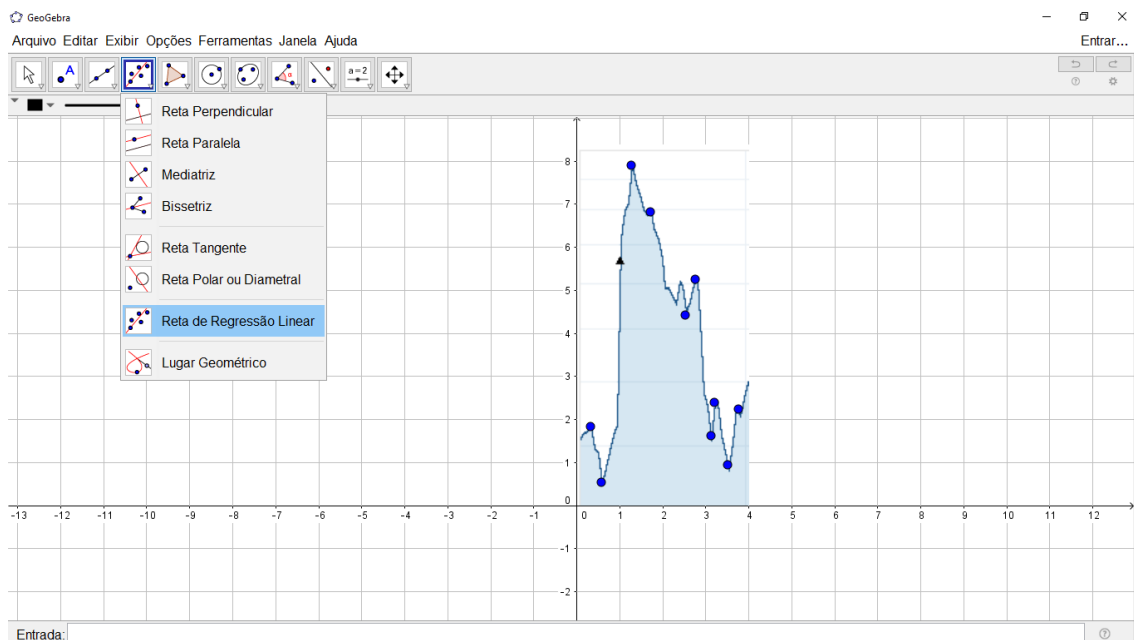 GeoGebra
Arquivo Editar Exibir Opções Ferramentas Janela Ajuda
Entrar...
A
α
a=2
Reta Perpendicular
Reta Paralela
Mediatriz
Bissetriz
Reta Tangente
Reta Polar ou Diametral
Reta de Regressão Linear
Lugar Geométrico
8
7
6
5
4
3
2
1
0
-13 -12 -11 -10 -9 -8 -7 -6 -5 -4 -3 -2 -1 0 1 2 3 4 5 6 7 8 9 10 11 12
-1
-2
Entrada: